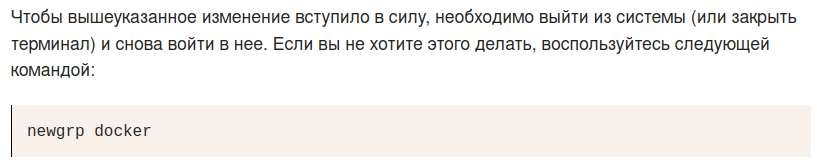 Чтобы вышеуказанное изменение вступило в силу, необходимо выйти из системы (или закрыть
терминал) и снова войти в нее. Если вы не хотите этого делать, воспользуйтесь следующей
командой:
newgrp docker